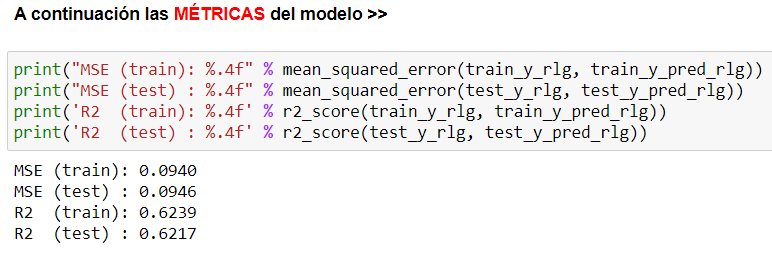 A continuación las MÉTRICAS del modelo >>
print("MSE (train): %.4f" % mean_squared_error(train_y_rlg, train_y_pred_rlg))
print("MSE (test) : %.4f" % mean_squared_error(test_y_rlg, test_y_pred_rlg))
print('R2  (train): %.4f' % r2_score(train_y_rlg, train_y_pred_rlg))
print('R2  (test) : %.4f' % r2_score(test_y_rlg, test_y_pred_rlg))
MSE (train): 0.0940
MSE (test) : 0.0946
R2  (train): 0.6239
R2  (test) : 0.6217